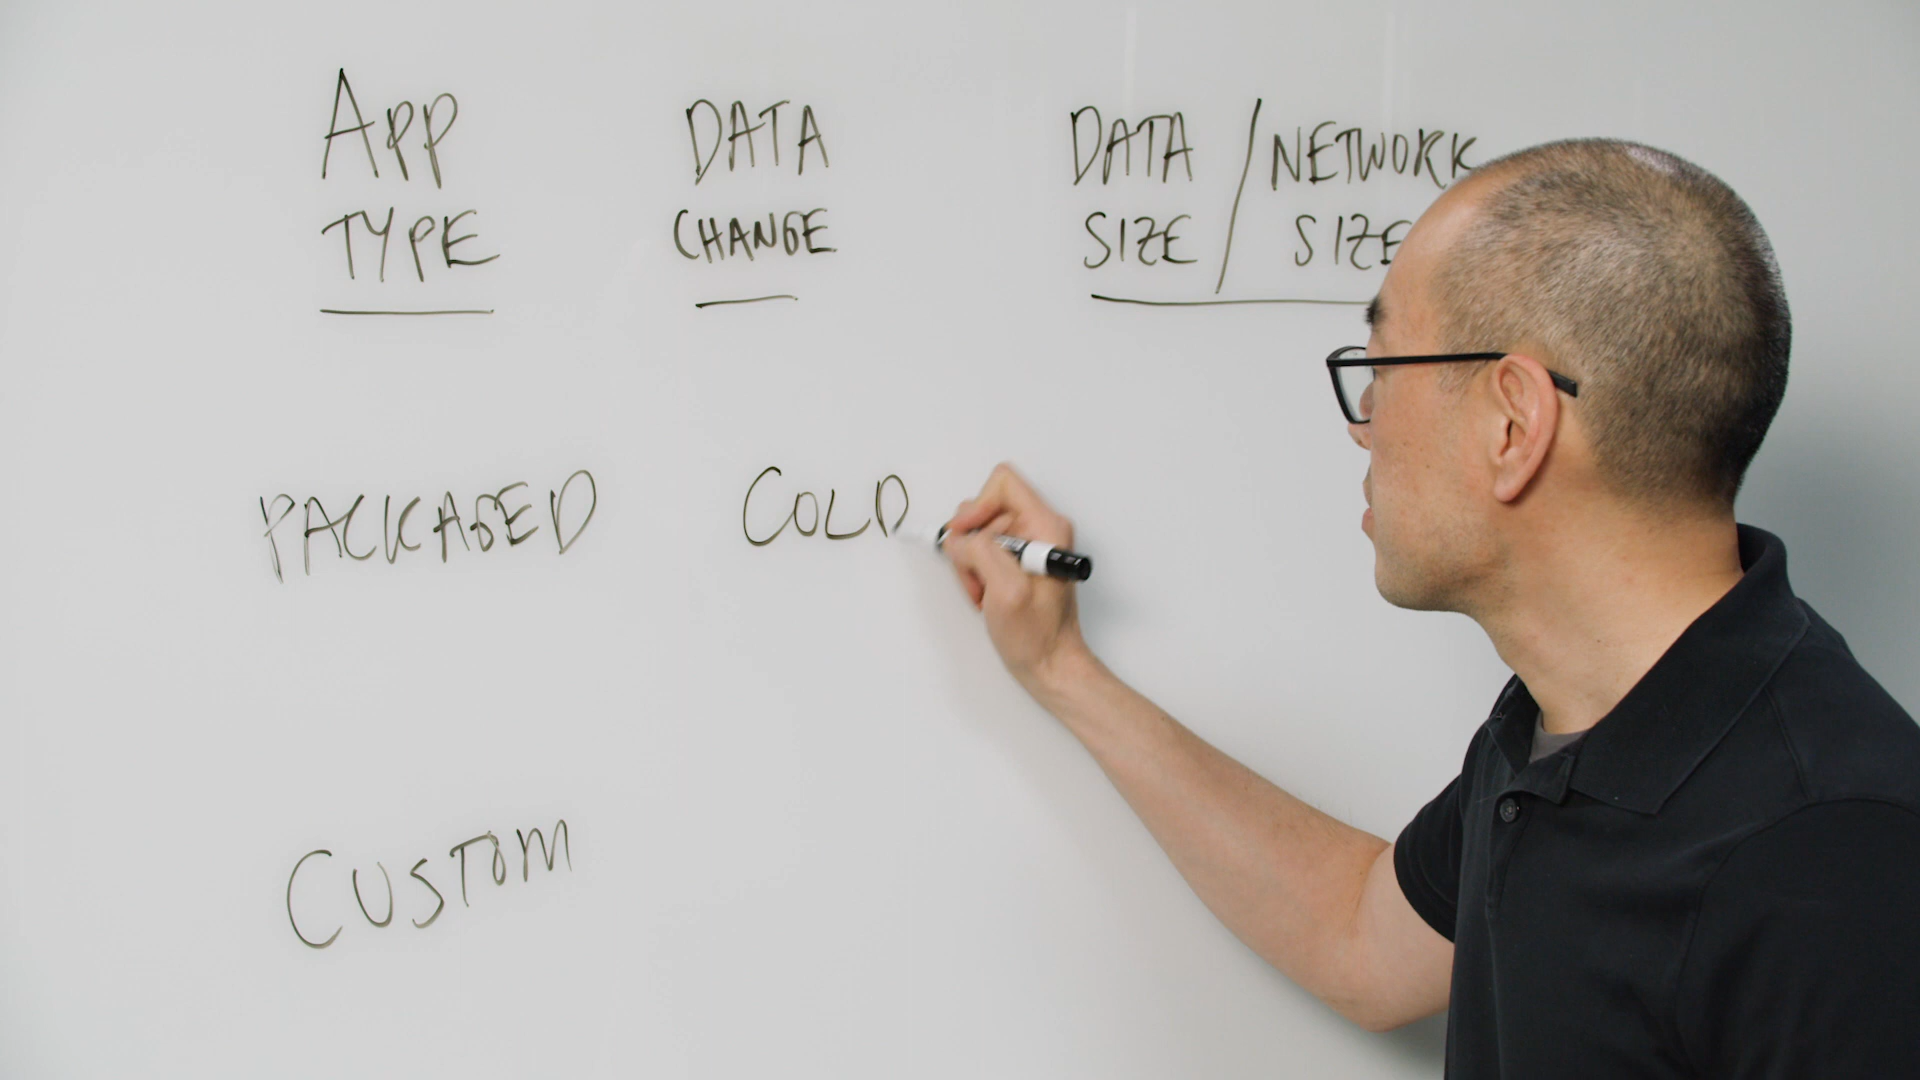 APP
TYPE
DATA
CHANGE
DATA / NETWORK
SIZE / SIZE
PACKAGED
COLD
CUSTOM